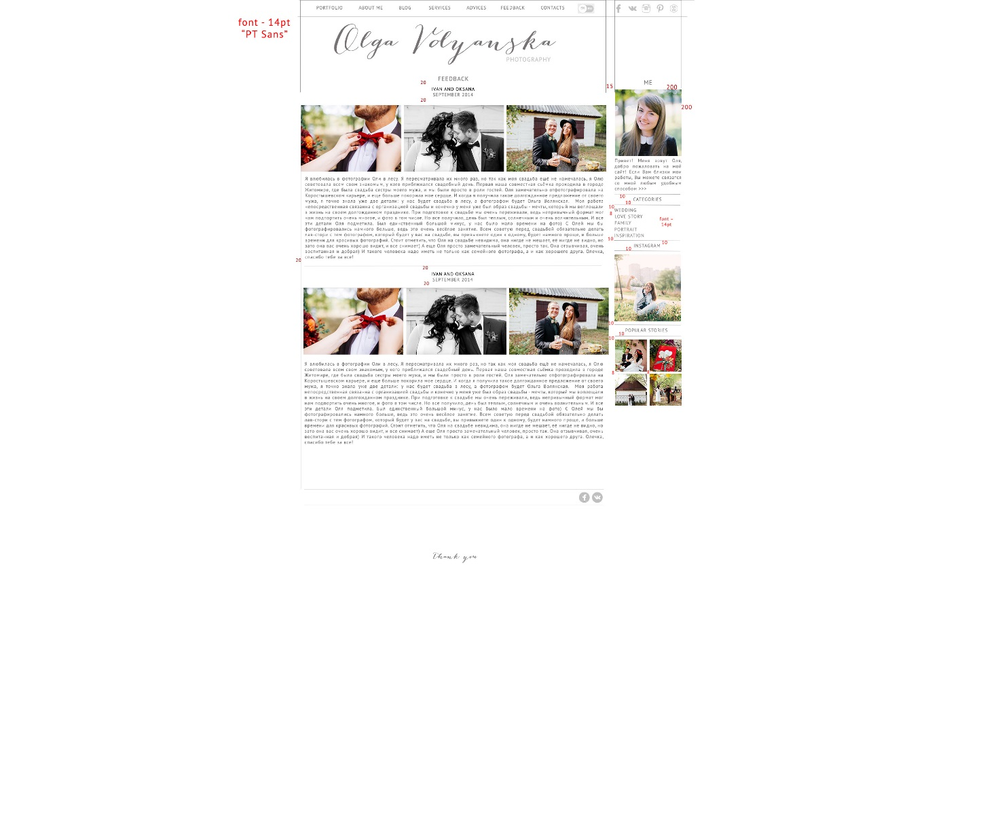 PORTFOLIO ABOUT ME BLOG SERVICES ADVICES FEEDBACK CONTACTS
font - 14pt
“PT Sans”
Olga Volyanska
PHOTOGRAPHY
FEEDBACK
20
IVAN AND OKSANA
SEPTEMBER 2014
20
Я влюбилась в фотографии Оли в лесу. Я пересматривала их много раз, но так как моя свадьба ещё не намечалась, я Олю
советовала всем свом знакомым, у кого приближался свадебный день. Первая наша совместная съёмка проходила в городе
Житомире, где была свадьба сестры моего мужа, и мы были просто в роли гостей. Оля замечательно отфотографировала на
Коростышевском карьере, и еще больше покорила мое сердце. И когда я получила такое долгожданное предложение от своего
мужа, я точно знала уже две детали: у нас будет свадьба в лесу, а фотографом будет Ольга Волянская. Моя работа
непосредственная связанна с организацией свадьбы и конечно у меня уже был образ свадьбы - мечты, который мы воплощали
в жизнь на своем долгожданном празднике. При подготовке к свадьбе мы очень переживали, ведь непривычный формат мог
нам подпортить очень многое, и фото в том числе. Но все получило, день был теплым, солнечным и очень волнительным. И все
эти детали Оля подметила. Был единственный большой минус, у нас было мало времени на фото) С Олей мы бы
фотографировались намного больше, ведь это очень весёлое занятие. Всем советую перед свадьбой обязательно делать
лав-стори с тем фотографом, который будет у вас на свадьбе, вы привыкнете один к одному, будет намного проще, и больше
времени для красивых фотографий. Стоит отметить, что Оля на свадьбе невидима, она нигде не мешает, её нигде не видно, но
зато она вас очень хорошо видит, и все снимает) А еще Оля просто замечательный человек, просто так. Она отзывчивая, очень
воспитанная и добрая) И такого человека надо иметь не только как семейного фотографа, а и как хорошего друга. Олечка,
спасибо тебе за все!
20
20
IVAN AND OKSANA
SEPTEMBER 2014
20
Я влюбилась в фотографии Оли в лесу. Я пересматривала их много раз, но так как моя свадьба ещё не намечалась, я Олю
советовала всем свом знакомым, у кого приближался свадебный день. Первая наша совместная съёмка проходила в городе
Житомире, где была свадьба сестры моего мужа, и мы были просто в роли гостей. Оля замечательно отфотографировала на
Коростышевском карьере, и еще больше покорила мое сердце. И когда я получила такое долгожданное предложение от своего
мужа, я точно знала уже две детали: у нас будет свадьба в лесу, а фотографом будет Ольга Волянская. Моя работа
непосредственная связанна с организацией свадьбы и конечно у меня уже был образ свадьбы - мечты, который мы воплощали
в жизнь на своем долгожданном празднике. При подготовке к свадьбе мы очень переживали, ведь непривычный формат мог
нам подпортить очень многое, и фото в том числе. Но все получило, день был теплым, солнечным и очень волнительным. И все
эти детали Оля подметила. Был единственный большой минус, у нас было мало времени на фото) С Олей мы бы
фотографировались намного больше, ведь это очень весёлое занятие. Всем советую перед свадьбой обязательно делать
лав-стори с тем фотографом, который будет у вас на свадьбе, вы привыкнете один к одному, будет намного проще, и больше
времени для красивых фотографий. Стоит отметить, что Оля на свадьбе невидима, она нигде не мешает, её нигде не видно, но
зато она вас очень хорошо видит, и все снимает) А еще Оля просто замечательный человек, просто так. Она отзывчивая, очень
воспитанная и добрая) И такого человека надо иметь не только как семейного фотографа, а и как хорошего друга. Олечка,
спасибо тебе за все!
Thank you
15
ME
200
200
Привет! Меня зовут Оля,
добро пожаловать на мой
сайт! Если Вам близки мои
работы, Вы можете связатся
со мной любым удобным
способом >>>
10
CATEGORIES
10
10
WEDDING
8
LOVE STORY
FAMILY
PORTRAIT
INSPIRATION
font –
14pt
10
10
INSTAGRAM
10
10
POPULAR STORIES
10
10
8
8